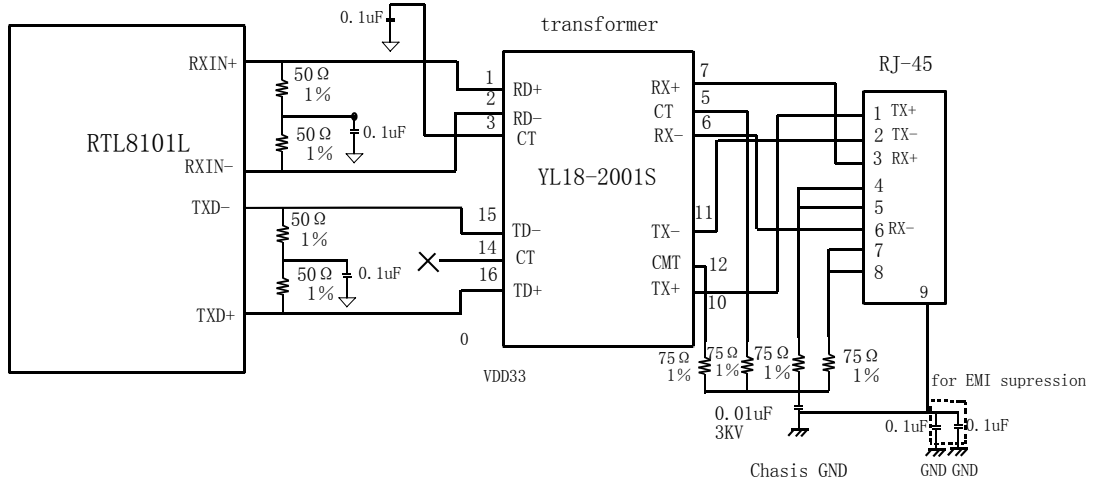 0.1uF
transformer
RJ-45
RTL8101L
RXIN+
RXIN-
TXD-
TXD+
50Ω
1%
50Ω
1%
0.1uF
50Ω
1%
50Ω
1%
0.1uF
1
2
3
15
14
16
0
VDD33
RD+
RD-
CT
YL18-2001S
TD-
CT
TD+
RX+
CT
RX-
TX-
CMT
TX+
7
5
6
11
12
10
1 TX+
2 TX-
3 RX+
4
5
6 RX-
7
8
9
75Ω
1%
75Ω
1%
75Ω
1%
75Ω
1%
for EMI supression
0.01uF
3KV
0.1uF
0.1uF
Chasis GND
GND GND